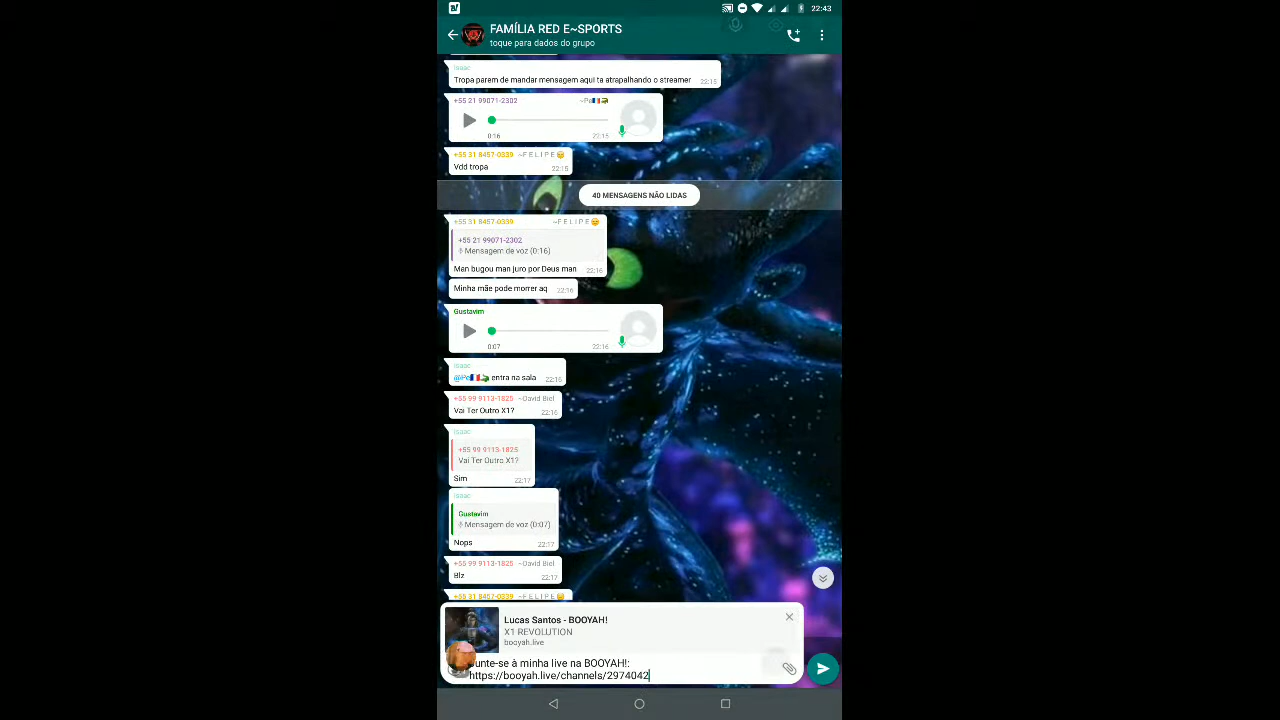 22:43
FAMÍLIA RED E~SPORTS
toque para dados do grupo
Isaac
Tropa parem de mandar mensagem aqui ta atrapalhando o streamer 22:15
+55 21 99071-2302 ~Pe
0:16 22:15
+55 31 8457-0339 ~F E L I P E
Vdd tropa 22:15
40 MENSAGENS NÃO LIDAS
+55 31 8457-0339 ~F E L I P E
+55 21 99071-2302
Mensagem de voz (0:16)
Man bugou man juro por Deus man 22:16
Minha mãe pode morrer aq 22:16
Gustavim
0:07 22:16
Isaac
@Pe entra na sala 22:16
+55 99 9113-1825 ~David Biel
Vai Ter Outro X1? 22:16
Isaac
+55 99 9113-1825
Vai Ter Outro X1?
Sim 22:17
Isaac
Gustavim
Mensagem de voz (0:07)
Nops 22:17
+55 99 9113-1825 ~David Biel
Blz 22:17
+55 31 8457-0339 ~F E L I P E
Lucas Santos - BOOYAH!
X1 REVOLUTION
booyah.live
Junte-se à minha live na BOOYAH!:
https://booyah.live/channels/2974042